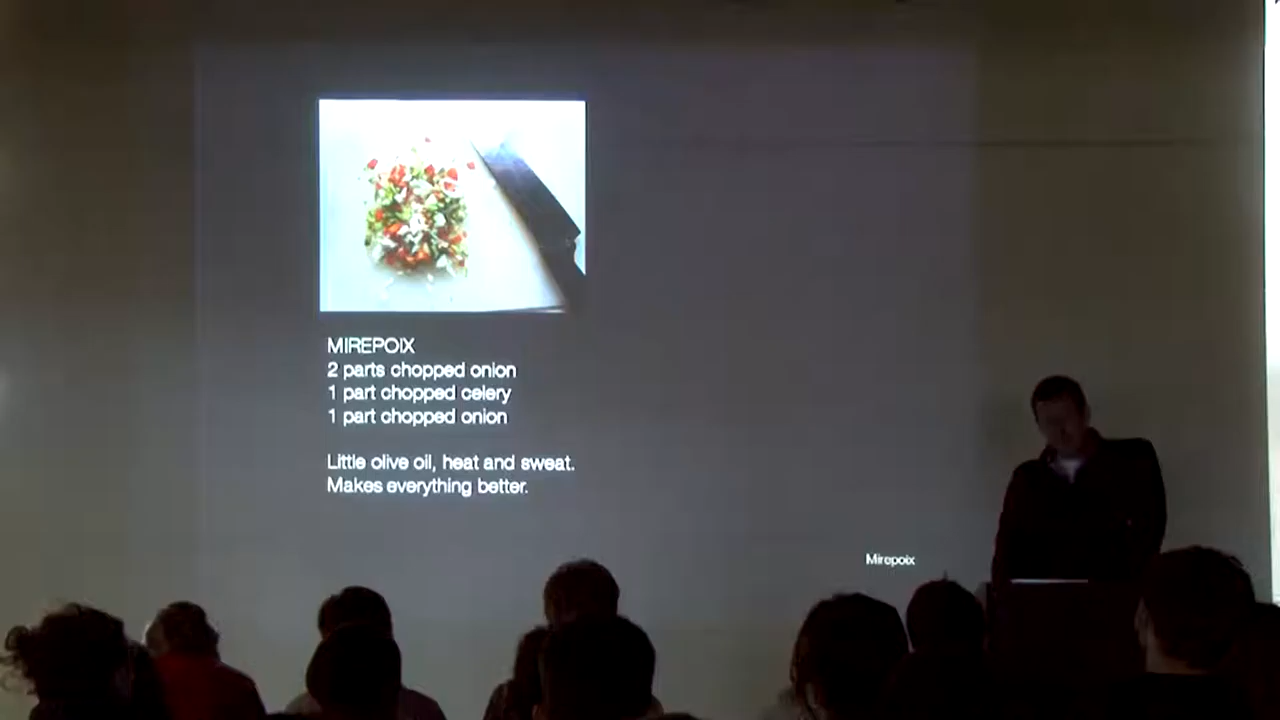 MIREPOIX
2 parts chopped onion
1 part chopped celery
1 part chopped onion
Little olive oil, heat and sweat.
Makes everything better.
Mirepoix